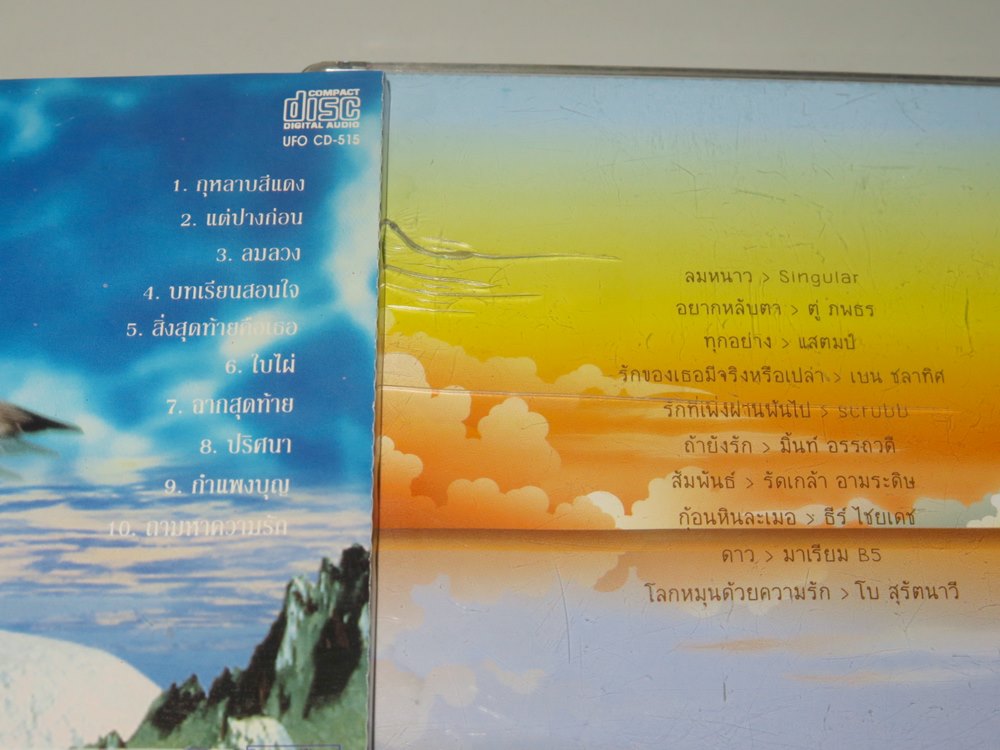 COMPACT
disc
DIGITAL AUDIO
UFO CD-515
1. กุหลาบสีแดง
2. แต่ปางก่อน
3. ลมลวง
4. บทเรียนสอนใจ
5. สิ่งสุดท้ายคือเธอ
6. ใบไผ่
7. ฉากสุดท้าย
8. ปริศนา
9. กำแพงบุญ
10. ถามหาความรัก
ลมหนาว > Singular
อยากหลับตา > ตู่ ภพธร
ทุกอย่าง > แสตมป์
รักของเธอมีจริงหรือเปล่า > เบน ชลาทิศ
รักที่เพิ่งผ่านพ้นไป > scrubb
ถ้ายังรัก > มิ้นท์ อรรถวดี
สัมพันธ์ > รัดเกล้า อามระดิษ
ก้อนหินละเมอ > ธีร์ ไชยเดช
ดาว > มาเรียม B5
โลกหมุนด้วยความรัก > โบ สุรัตนาวี